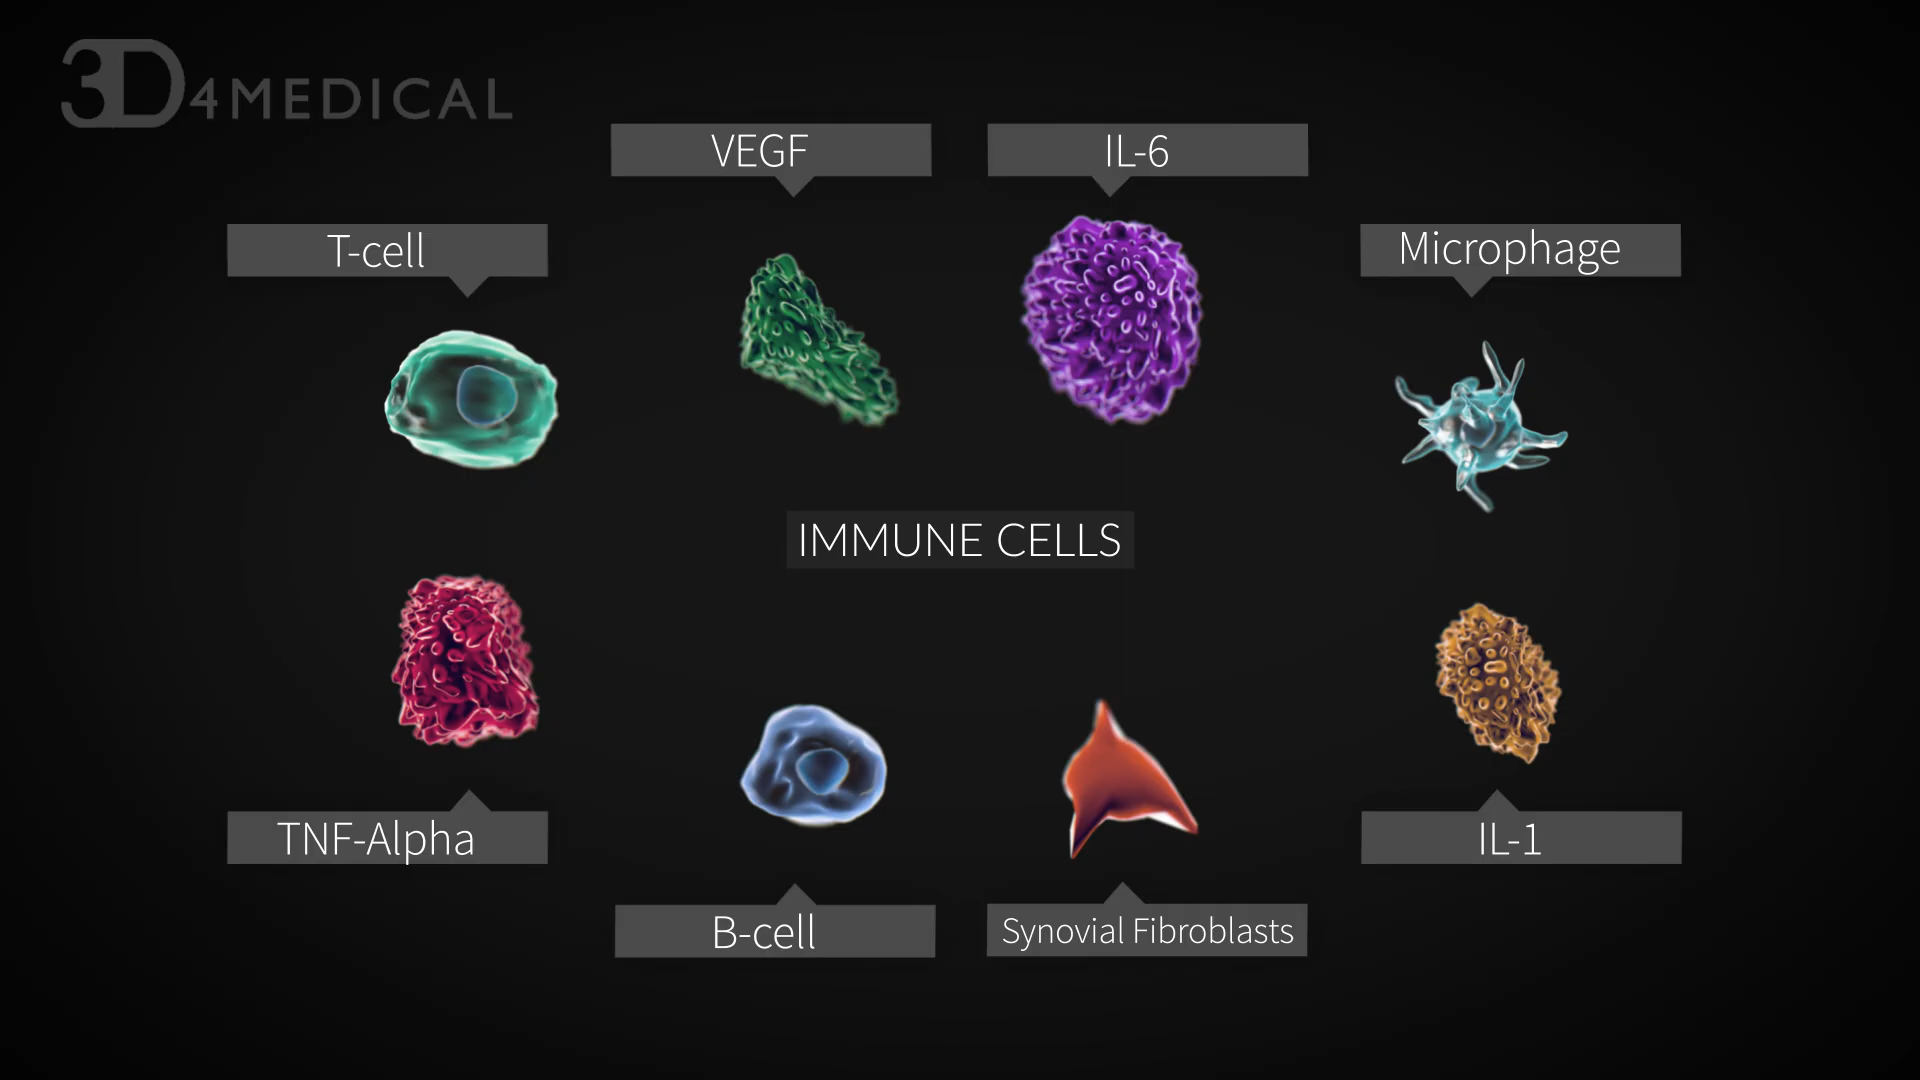 3D4MEDICAL
VEGF
IL-6
T-cell
Microphage
IMMUNE CELLS
TNF-Alpha
IL-1
B-cell
Synovial Fibroblasts